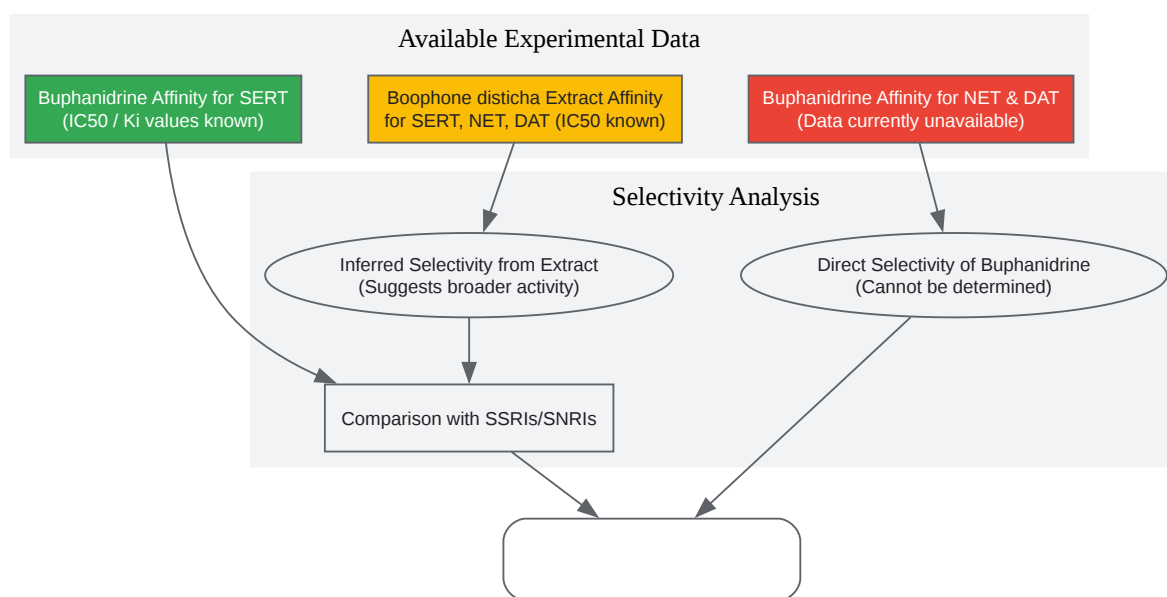 Available Experimental Data
Buphanidrine Affinity for SERT
(IC50 / Ki values known)
Boophone disticha Extract Affinity
for SERT, NET, DAT (IC50 known)
Buphanidrine Affinity for NET & DAT
(Data currently unavailable)
Selectivity Analysis
Inferred Selectivity from Extract
(Suggests broader activity)
Direct Selectivity of Buphanidrine
(Cannot be determined)
Comparison with SSRIs/SNRIs